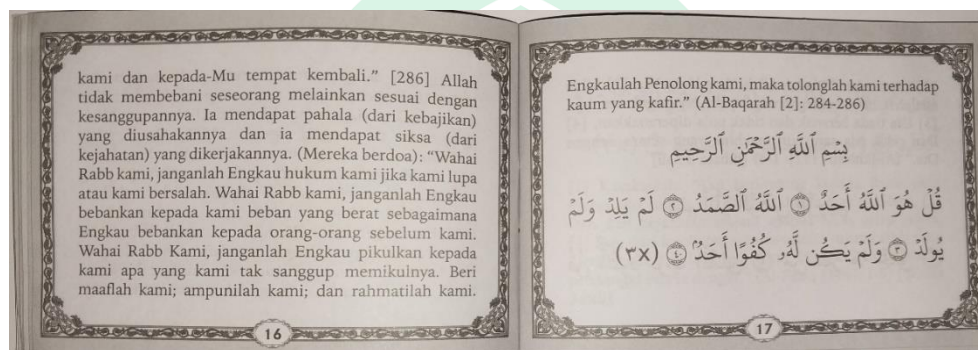 kami dan kepada-Mu tempat kembali.” [286] Allah
tidak membebani seseorang melainkan sesuai dengan
kesanggupannya. Ia mendapat pahala (dari kebajikan)
yang diusahakannya dan ia mendapat siksa (dari
kejahatan) yang dikerjakannya. (Mereka berdoa): “Wahai
Rabb kami, janganlah Engkau hukum kami jika kami lupa
atau kami bersalah. Wahai Rabb kami, janganlah Engkau
bebankan kepada kami beban yang berat sebagaimana
Engkau bebankan kepada orang-orang sebelum kami.
Wahai Rabb Kami, janganlah Engkau pikulkan kepada
kami apa yang kami tak sanggup memikulnya. Beri
maaflah kami; ampunilah kami; dan rahmatilah kami.
16
Engkaulah Penolong kami, maka tolonglah kami terhadap
kaum yang kafir.” (Al-Baqarah [2]: 284-286)
بِسْمِ ٱللَّهِ ٱلرَّحْمَٰنِ ٱلرَّحِيمِ
قُلْ هُوَ ٱللَّهُ أَحَدٌ ۝١ ٱللَّهُ ٱلصَّمَدُ ۝٢ لَمْ يَلِدْ وَلَمْ
يُولَدْ ۝٣ وَلَمْ يَكُن لَّهُۥ كُفُوًا أَحَدٌۢ ۝٤ (٣x)
17